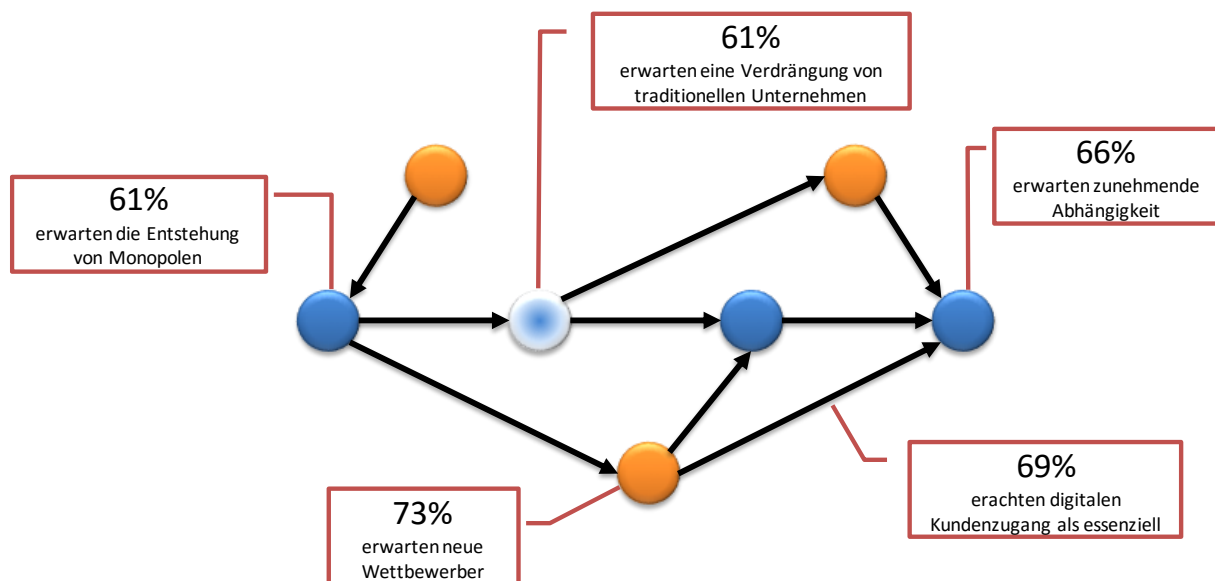 61%
erwarten eine Verdrängung von
traditionellen Unternehmen
66%
erwarten zunehmende
Abhängigkeit
61%
erwarten die Entstehung
von Monopolen
69%
erachten digitalen
Kundenzugang als essenziell
73%
erwarten neue
Wettbewerber